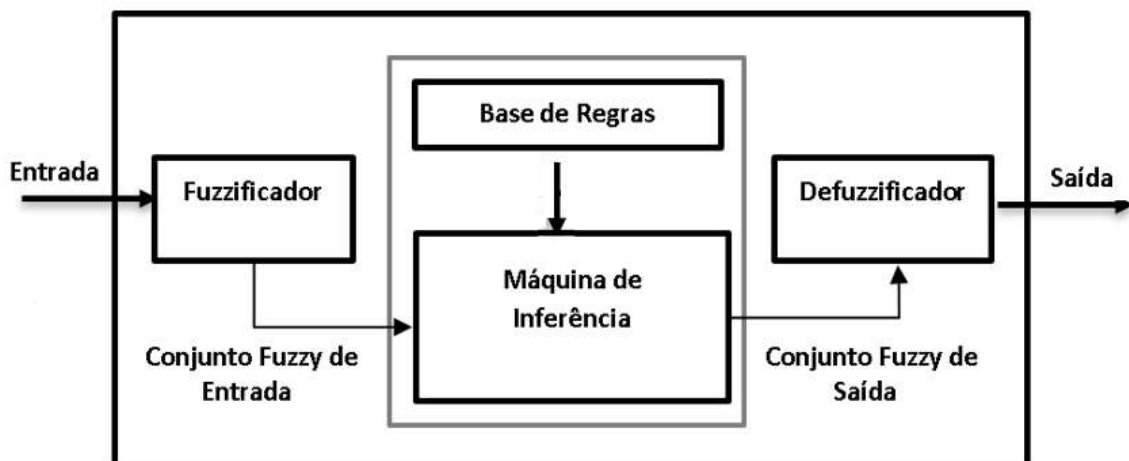 Base de Regras
Entrada
Fuzzificador
Defuzzificador
Saída
Máquina de
Inferência
Conjunto Fuzzy de
Entrada
Conjunto Fuzzy de
Saída